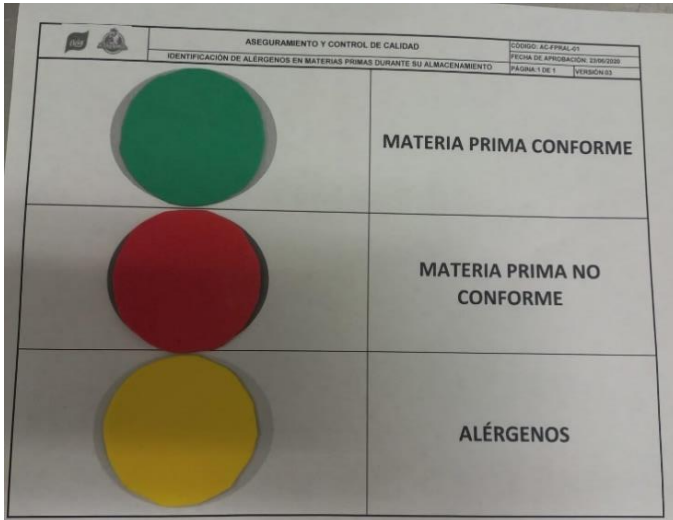 ASEGURAMIENTO Y CONTROL DE CALIDAD
IDENTIFICACIÓN DE ALÉRGENOS EN MATERIAS PRIMAS DURANTE SU ALMACENAMIENTO
CÓDIGO: AC-FPRAL-01
FECHA DE APROBACIÓN: 23/06/2020
PÁGINA:1 DE 1
VERSIÓN:03
MATERIA PRIMA CONFORME
MATERIA PRIMA NO
CONFORME
ALÉRGENOS